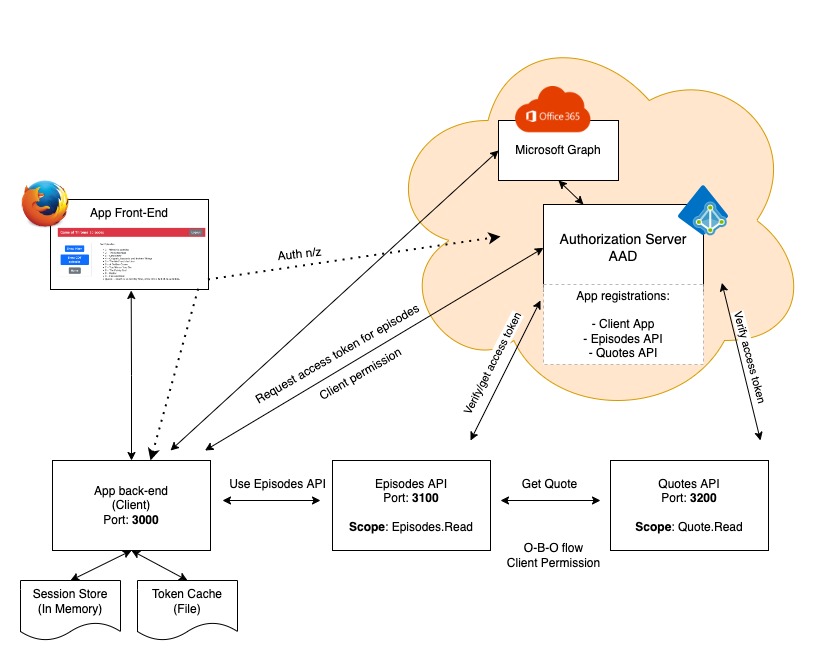 Office 365
Microsoft Graph
App Front-End
Authorization Server
AAD
Auth n/z
App registrations:
- Client App
- Episodes API
- Quotes API
Request access token for episodes
Client permission
Verify/get access token
Verify access token
App back-end
(Client)
Port: 3000
Use Episodes API
Episodes API
Port: 3100
Scope: Episodes.Read
Get Quote
Quotes API
Port: 3200
Scope: Quote.Read
O-B-O flow
Client Permission
Session Store
(In Memory)
Token Cache
(File)